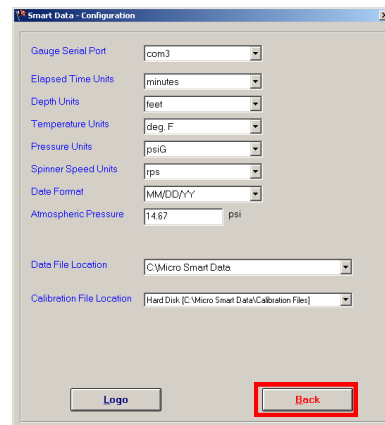 Smart Data - Configuration
Gauge Serial Port com3
Elapsed Time Units minutes
Depth Units feet
Temperature Units deg. F
Pressure Units psiG
Spinner Speed Units rps
Date Format MM/DD/YY
Atmospheric Pressure 14.67 psi
Data File Location C:\Micro Smart Data
Calibration File Location Hard Disk [C:\Micro Smart Data\Calibration Files]
Logo Back